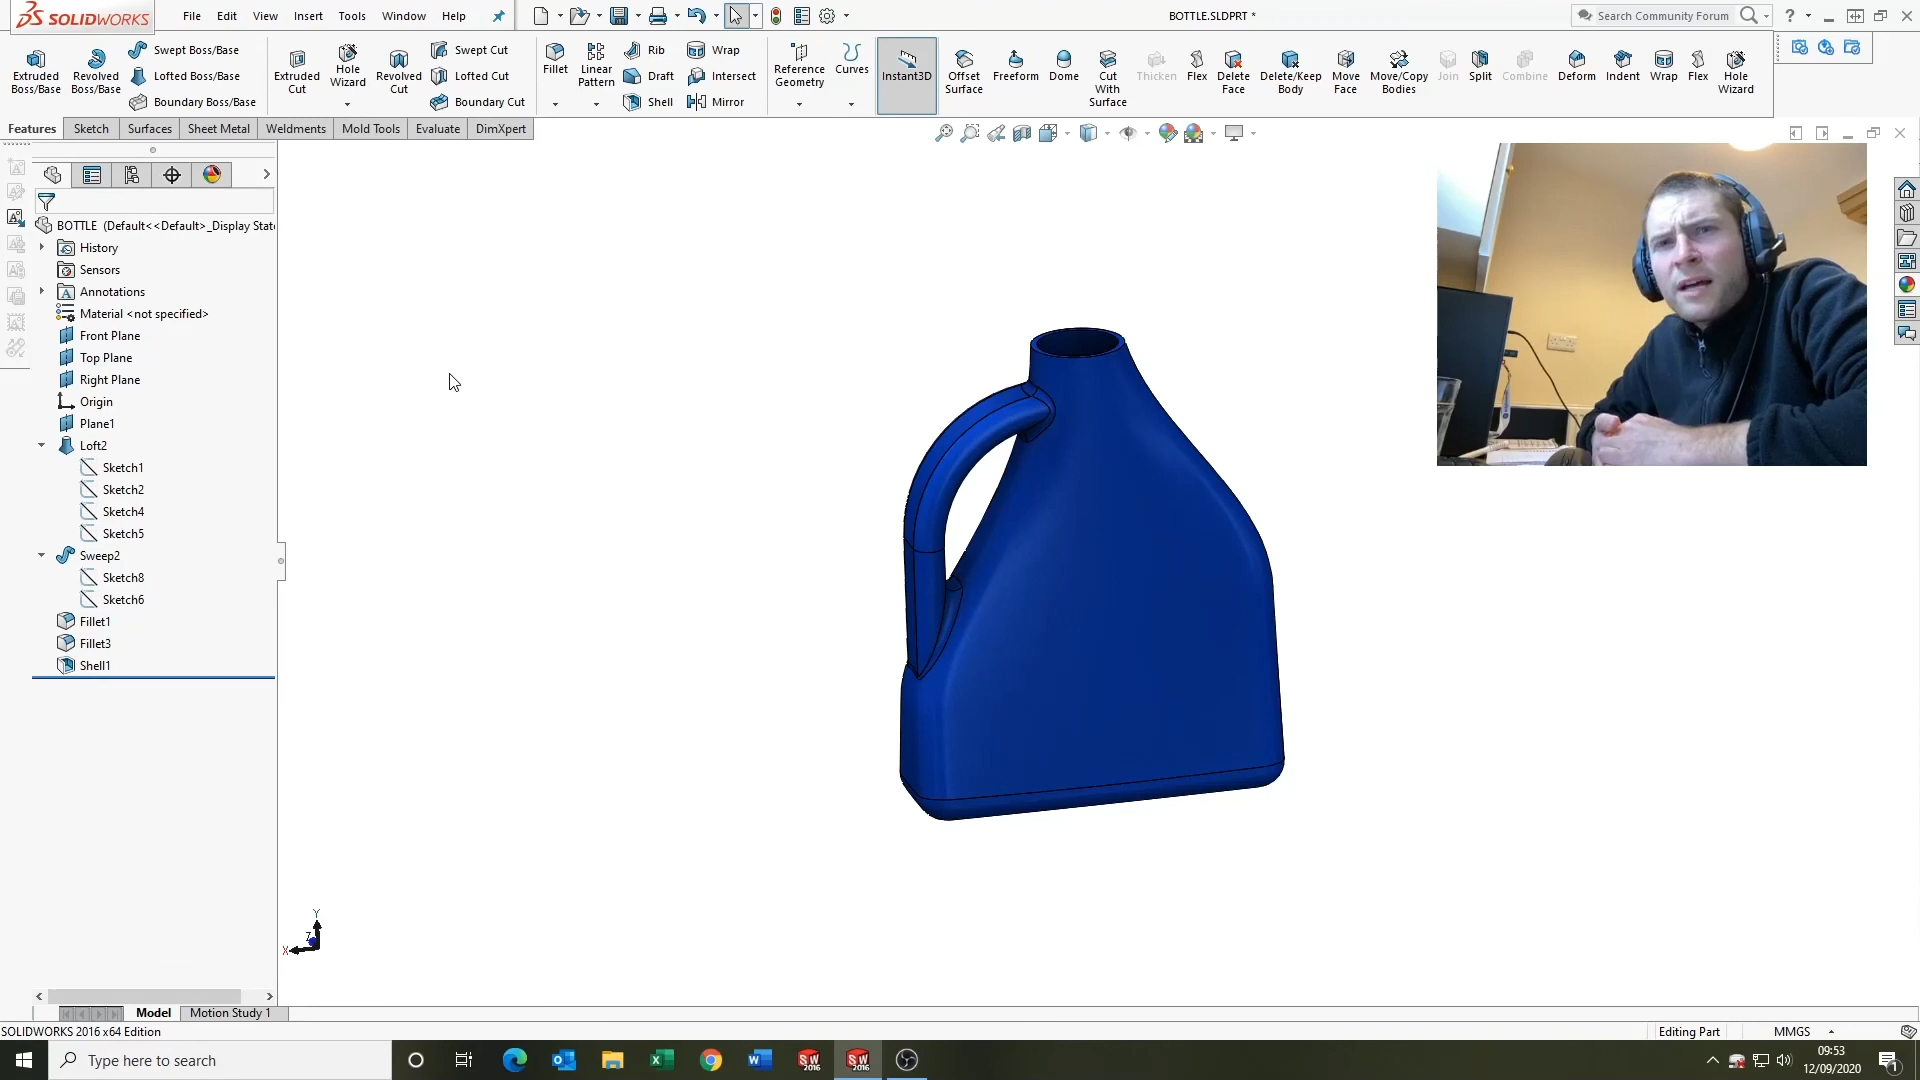 SOLIDWORKS
File Edit View Insert Tools Window Help
BOTTLE.SLDPRT *
Search Community Forum
Extruded Boss/Base
Revolved Boss/Base
Swept Boss/Base
Lofted Boss/Base
Boundary Boss/Base
Extruded Cut
Hole Wizard
Revolved Cut
Swept Cut
Lofted Cut
Boundary Cut
Fillet
Linear Pattern
Rib
Draft
Shell
Wrap
Intersect
Mirror
Reference Geometry
Curves
Instant3D
Offset Surface
Freeform
Dome
Cut With Surface
Thicken
Flex
Delete Face
Delete/Keep Body
Move Face
Move/Copy Bodies
Join
Split
Combine
Deform
Indent
Wrap
Flex
Hole Wizard
Features Sketch Surfaces Sheet Metal Weldments Mold Tools Evaluate DimXpert
BOTTLE (Default<<Default>_Display Stat
History
Sensors
Annotations
Material <not specified>
Front Plane
Top Plane
Right Plane
Origin
Plane1
Loft2
Sketch1
Sketch2
Sketch4
Sketch5
Sweep2
Sketch8
Sketch6
Fillet1
Fillet3
Shell1
Y
Z
X
Model Motion Study 1
SOLIDWORKS 2016 x64 Edition
Editing Part
MMGS
Type here to search
SW 2016
SW 2016
09:53
12/09/2020
1